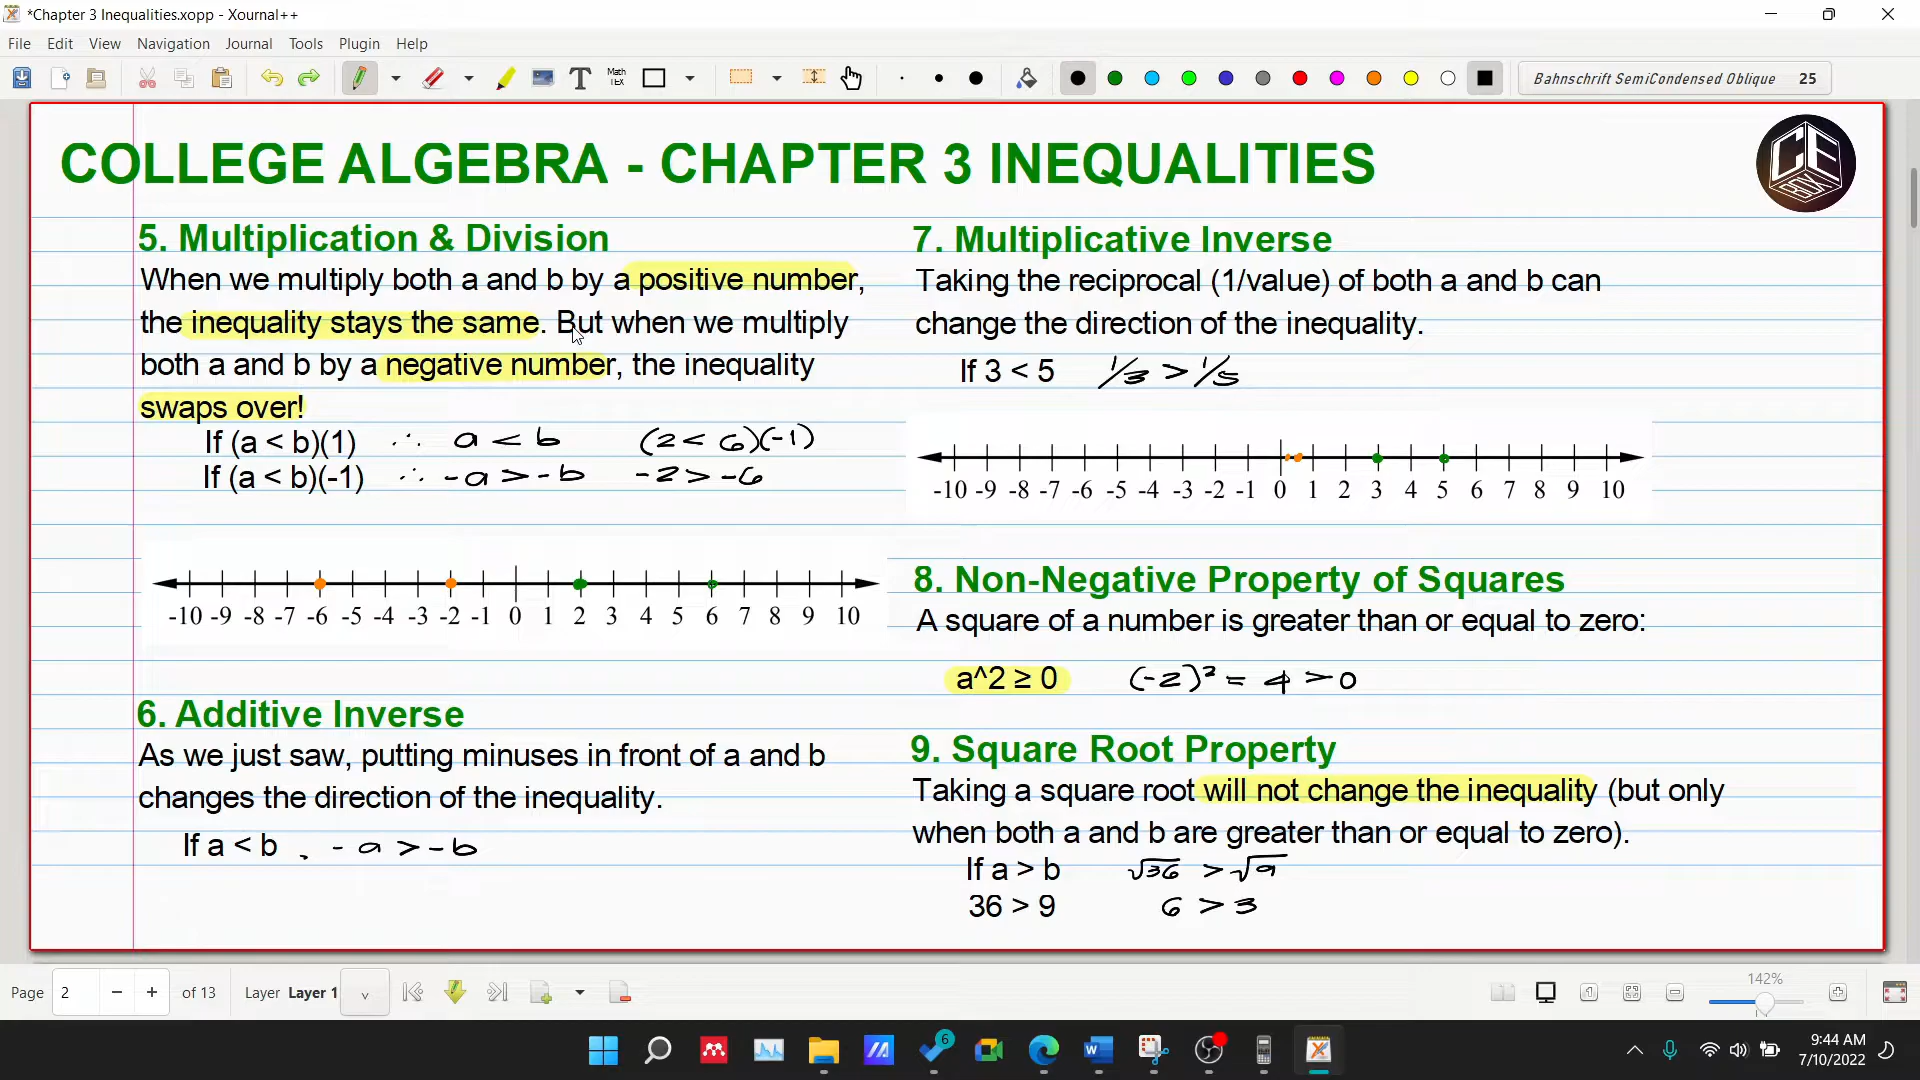 *Chapter 3 Inequalities.xopp - Xournal++
File Edit View Navigation Journal Tools Plugin Help
Math TEX
Bahnschrift SemiCondensed Oblique 25
COLLEGE ALGEBRA - CHAPTER 3 INEQUALITIES
CE BOX
5. Multiplication & Division
When we multiply both a and b by a positive number,
the inequality stays the same. But when we multiply
both a and b by a negative number, the inequality
swaps over!
If (a < b)(1) ∴ a < b (2 < 6)(-1)
If (a < b)(-1) ∴ -a > -b -2 > -6
-10 -9 -8 -7 -6 -5 -4 -3 -2 -1 0 1 2 3 4 5 6 7 8 9 10
6. Additive Inverse
As we just saw, putting minuses in front of a and b
changes the direction of the inequality.
If a < b , -a > -b
7. Multiplicative Inverse
Taking the reciprocal (1/value) of both a and b can
change the direction of the inequality.
If 3 < 5 1/3 > 1/5
-10 -9 -8 -7 -6 -5 -4 -3 -2 -1 0 1 2 3 4 5 6 7 8 9 10
8. Non-Negative Property of Squares
A square of a number is greater than or equal to zero:
a^2 ≥ 0 (-2)² = 4 > 0
9. Square Root Property
Taking a square root will not change the inequality (but only
when both a and b are greater than or equal to zero).
If a > b √36 > √9
36 > 9 6 > 3
Page 2 of 13 Layer Layer 1 142%
6
9:44 AM
7/10/2022